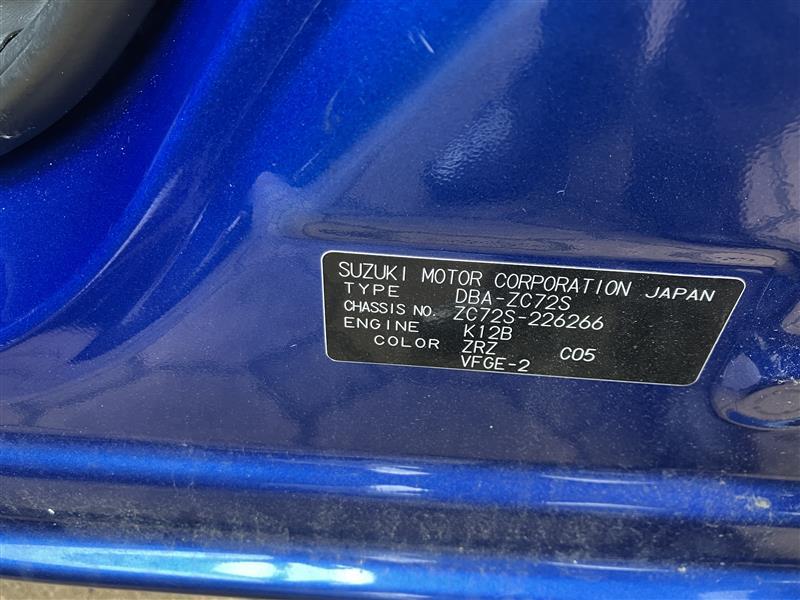 SUZUKI MOTOR CORPORATION JAPAN
TYPE DBA-ZC72S
CHASSIS NO. ZC72S-226266
ENGINE K12B
COLOR ZRZ C05
VFGE-2